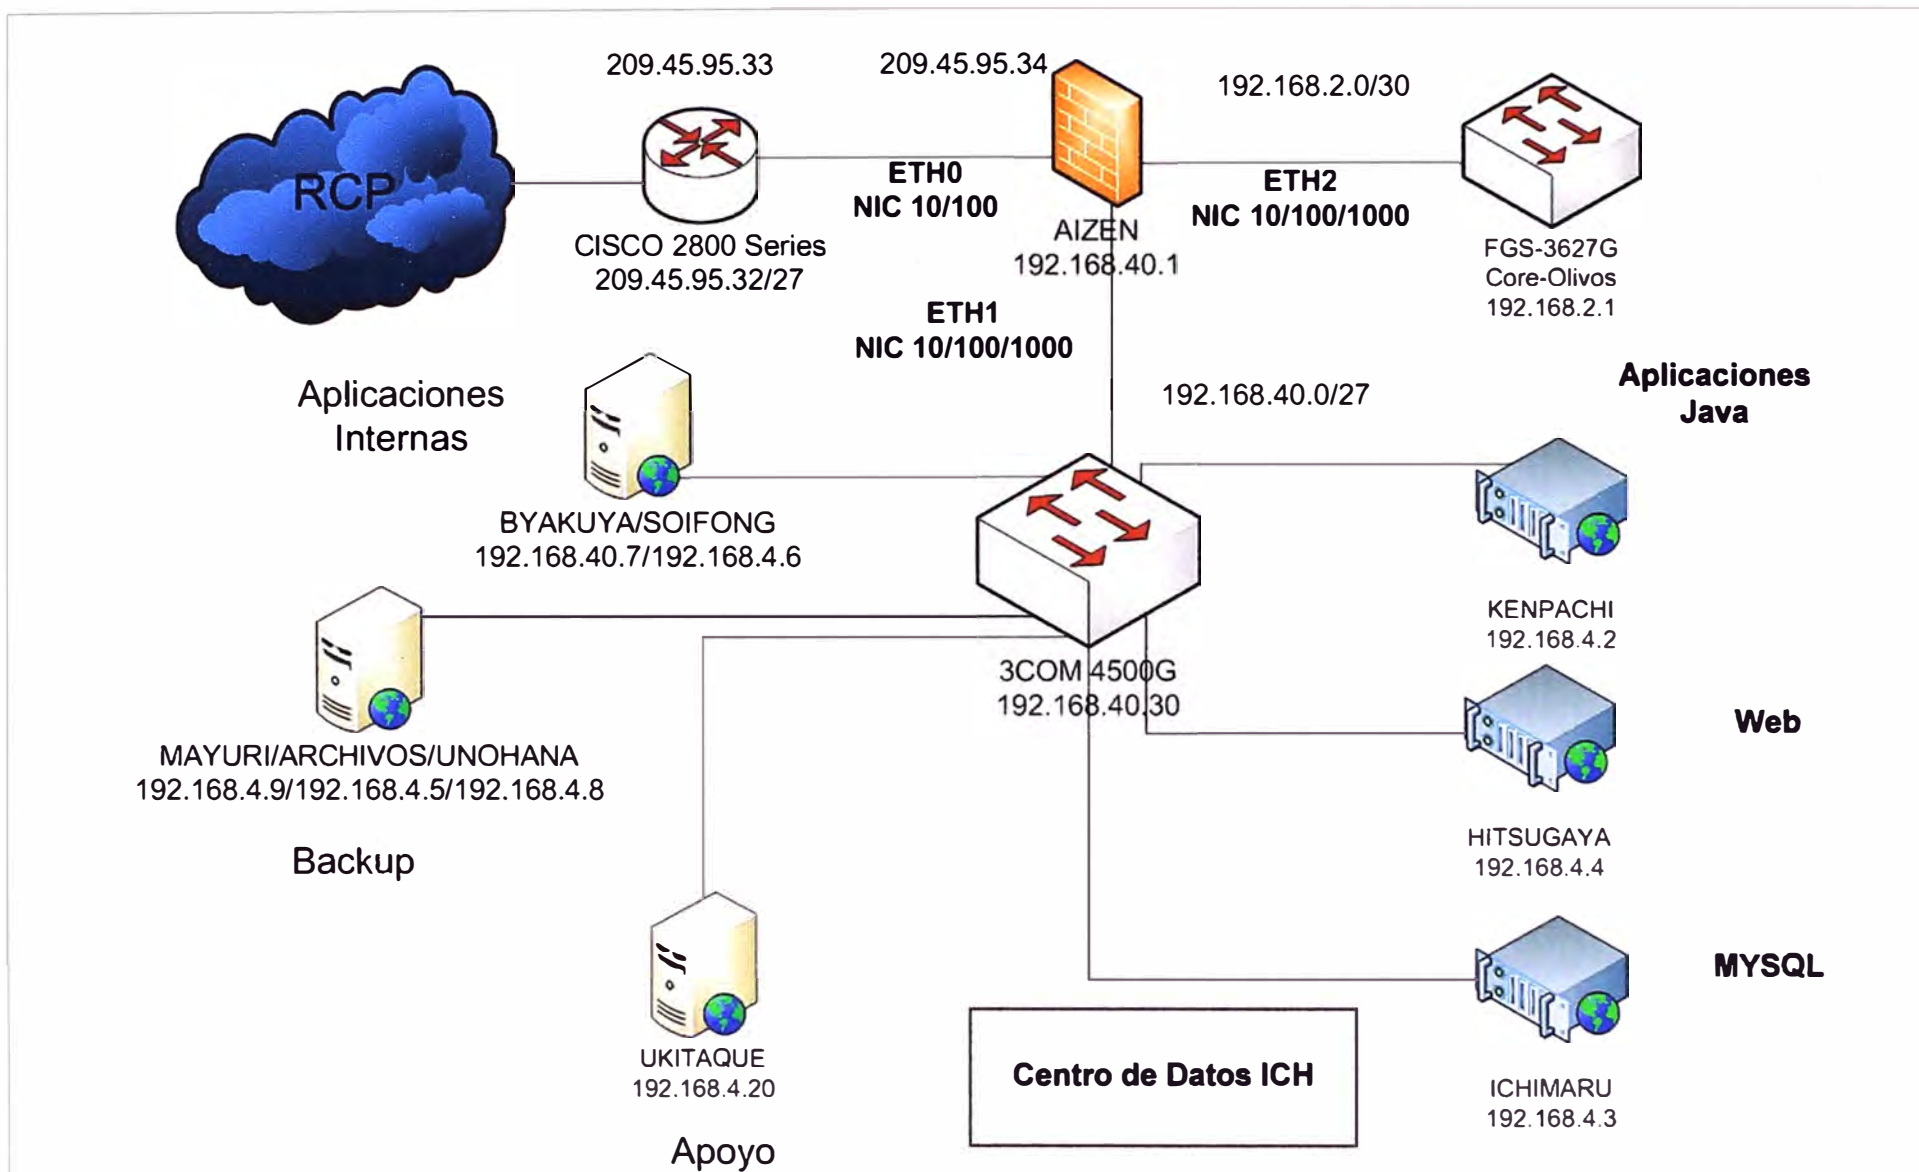 209.45.95.33
209.45.95.34
192.168.2.0/30
RCP
ETH0
NIC 10/100
ETH2
NIC 10/100/1000
CISCO 2800 Series
209.45.95.32/27
AIZEN
192.168.40.1
FGS-3627G
Core-Olivos
192.168.2.1
ETH1
NIC 10/100/1000
Aplicaciones
Internas
192.168.40.0/27
Aplicaciones
Java
BYAKUYA/SOIFONG
192.168.40.7/192.168.4.6
KENPACHI
192.168.4.2
3COM 4500G
192.168.40.30
Web
MAYURI/ARCHIVOS/UNOHANA
192.168.4.9/192.168.4.5/192.168.4.8
Backup
HITSUGAYA
192.168.4.4
MYSQL
UKITAQUE
192.168.4.20
Apoyo
Centro de Datos ICH
ICHIMARU
192.168.4.3